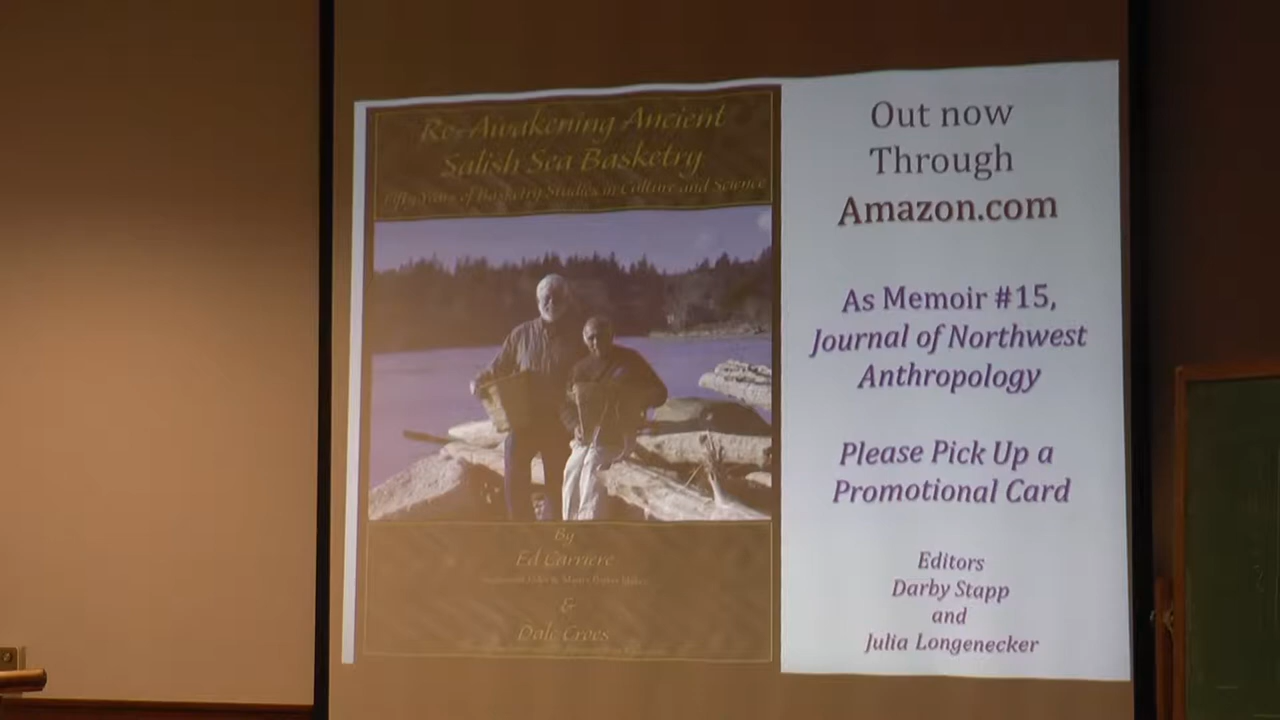 Re-Awakening Ancient
Salish Sea Basketry
Fifty Years of Basketry Studies in Culture and Science
By
Ed Carriere
&
Dale Croes
Out now
Through
Amazon.com
As Memoir #15,
Journal of Northwest
Anthropology
Please Pick Up a
Promotional Card
Editors
Darby Stapp
and
Julia Longenecker